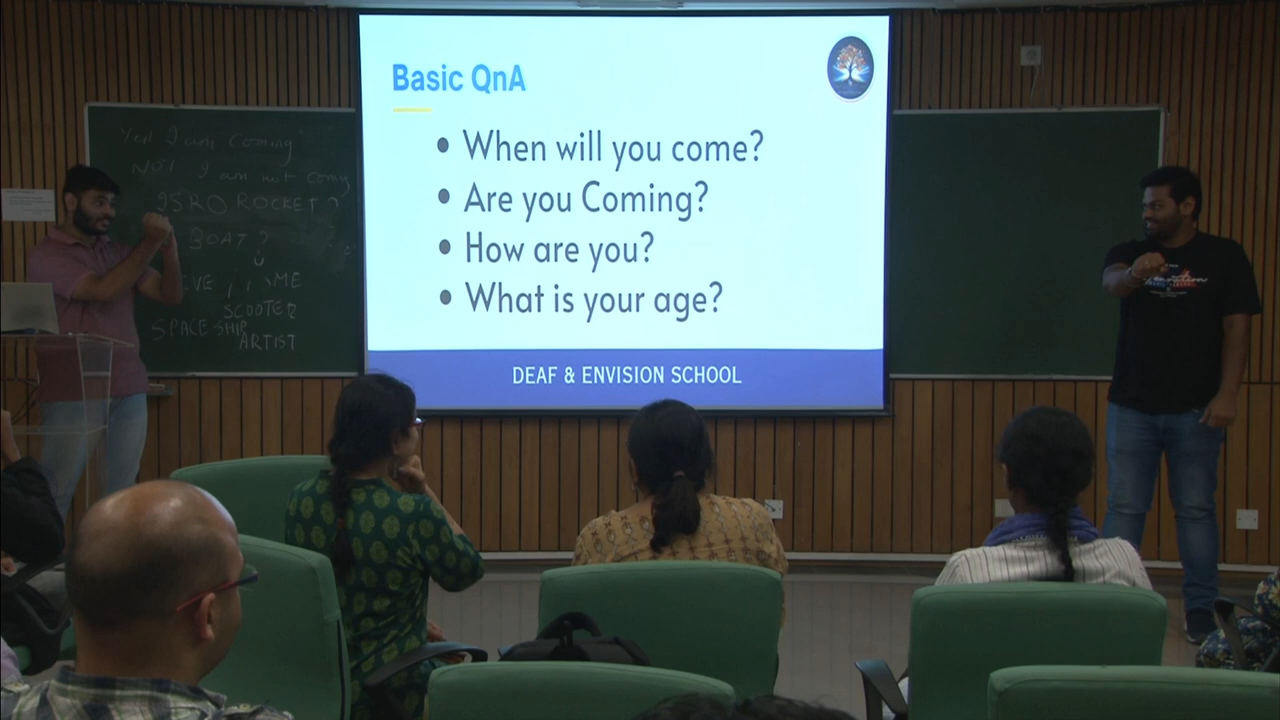 Basic QnA
When will you come?
Are you Coming?
How are you?
What is your age?
DEAF & ENVISION SCHOOL
Yes! I am Coming
NO! I am not Coming
ISRO ROCKET?
BOAT?
SCOOTER
SPACE-SHIP
ARTIST